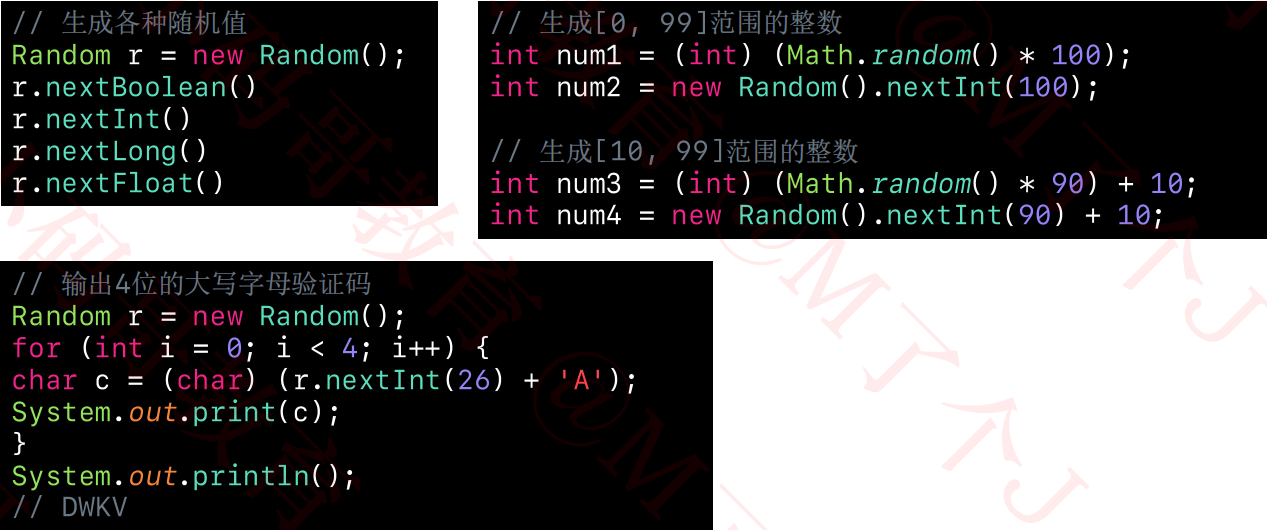 // 生成各种随机值
Random r = new Random();
r.nextBoolean()
r.nextInt()
r.nextLong()
r.nextFloat()
// 生成[0, 99]范围的整数
int num1 = (int) (Math.random() * 100);
int num2 = new Random().nextInt(100);
// 生成[10, 99]范围的整数
int num3 = (int) (Math.random() * 90) + 10;
int num4 = new Random().nextInt(90) + 10;
// 输出4位的大写字母验证码
Random r = new Random();
for (int i = 0; i < 4; i++) {
char c = (char) (r.nextInt(26) + 'A');
System.out.print(c);
}
System.out.println();
// DWKV
码哥教育 @M了个J